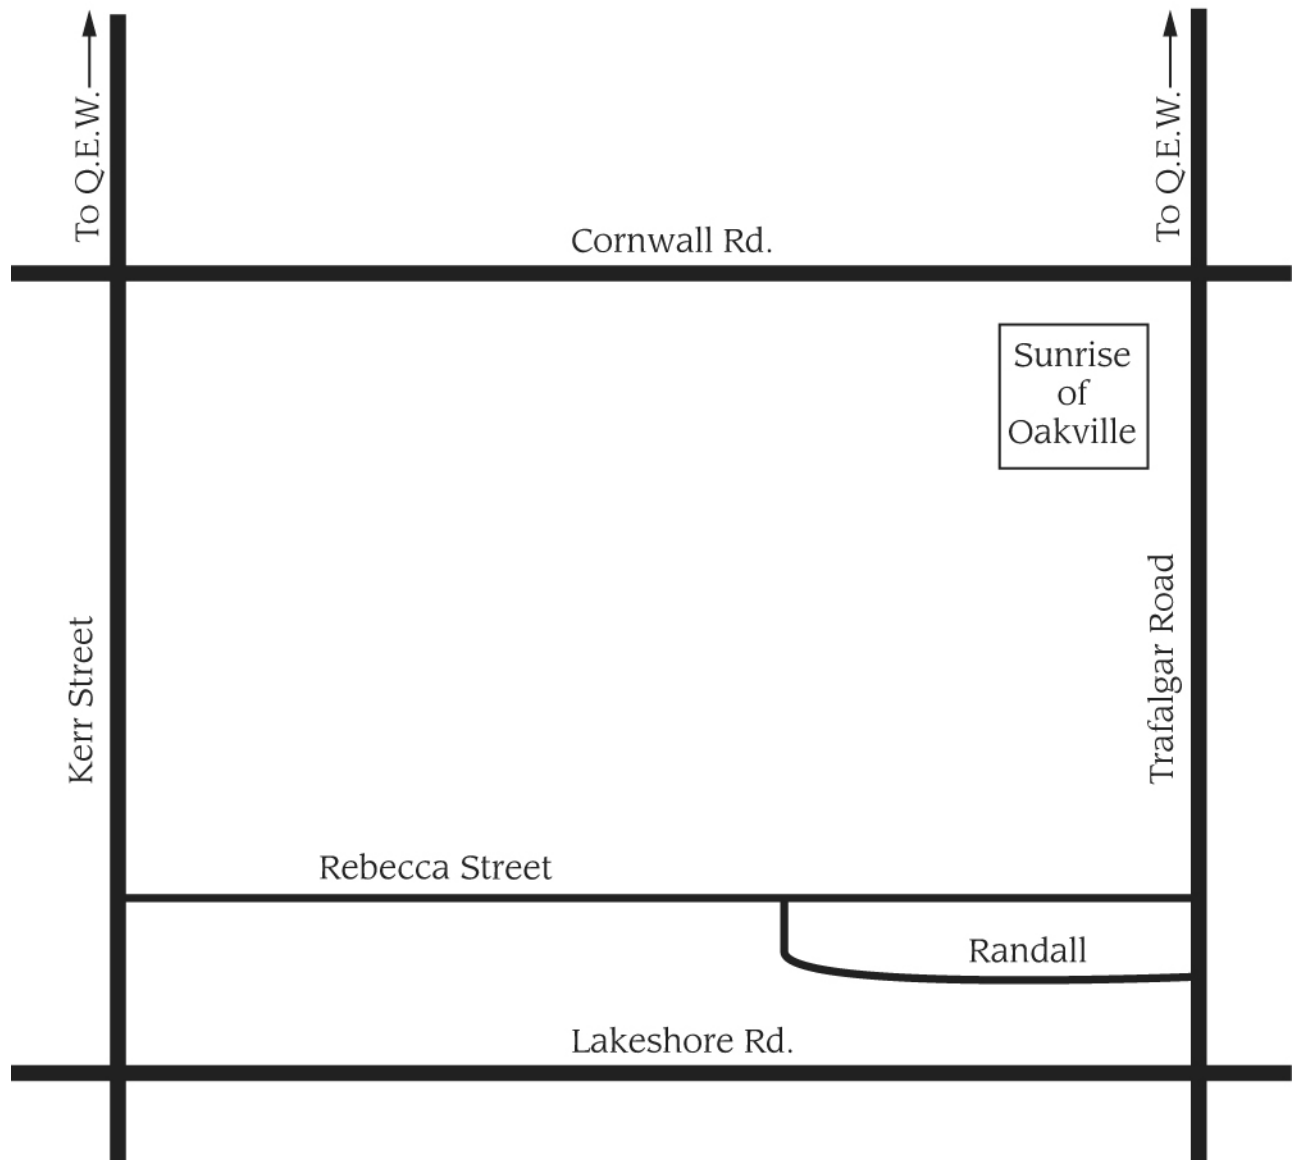 To Q.E.W.
To Q.E.W.
Cornwall Rd.
Sunrise
of
Oakville
Kerr Street
Trafalgar Road
Rebecca Street
Randall
Lakeshore Rd.